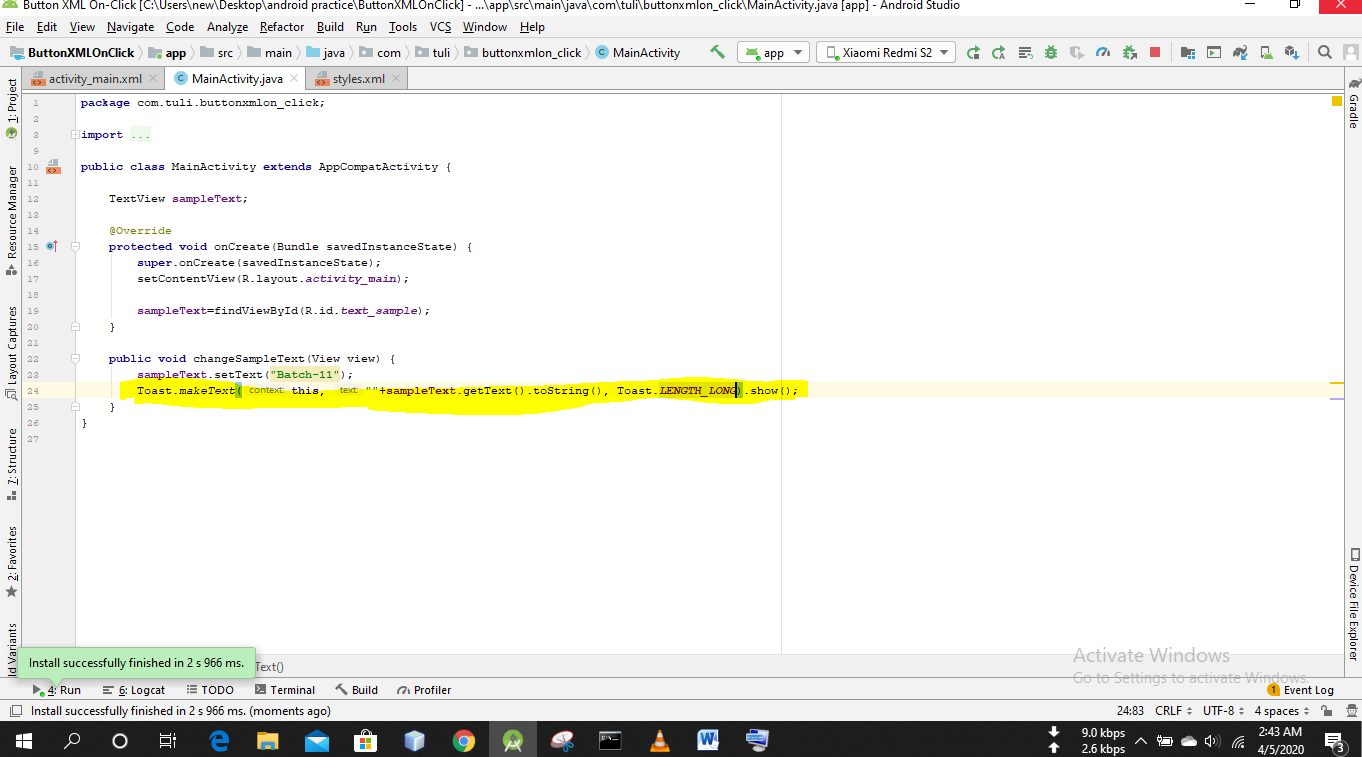 Button XML On-Click [C:\Users\new\Desktop\android practice\ButtonXMLOnClick] - ...\app\src\main\java\com\tuli\buttonxmlon_click\MainActivity.java [app] - Android Studio
File Edit View Navigate Code Analyze Refactor Build Run Tools VCS Window Help
ButtonXMLOnClick app src main java com tuli buttonxmlon_click MainActivity app Xiaomi Redmi S2
activity_main.xml MainActivity.java styles.xml
1: Project
Resource Manager
Layout Captures
7: Structure
2: Favorites
ld Variants
1 package com.tuli.buttonxmlon_click;
2
3 import ...
9
10 public class MainActivity extends AppCompatActivity {
11
12 TextView sampleText;
13
14 @Override
15 protected void onCreate(Bundle savedInstanceState) {
16 super.onCreate(savedInstanceState);
17 setContentView(R.layout.activity_main);
18
19 sampleText=findViewById(R.id.text_sample);
20 }
21
22 public void changeSampleText(View view) {
23 sampleText.setText("Batch-11");
24 Toast.makeText( context: this, text: ""+sampleText.getText().toString(), Toast.LENGTH_LONG).show();
25 }
26 }
27
Gradle
Device File Explorer
Install successfully finished in 2 s 966 ms.
Text()
Activate Windows
Go to Settings to activate Windows.
4: Run 6: Logcat TODO Terminal Build Profiler 1 Event Log
Install successfully finished in 2 s 966 ms. (moments ago) 24:83 CRLF UTF-8 4 spaces
9.0 kbps 2:43 AM
2.6 kbps 4/5/2020 3